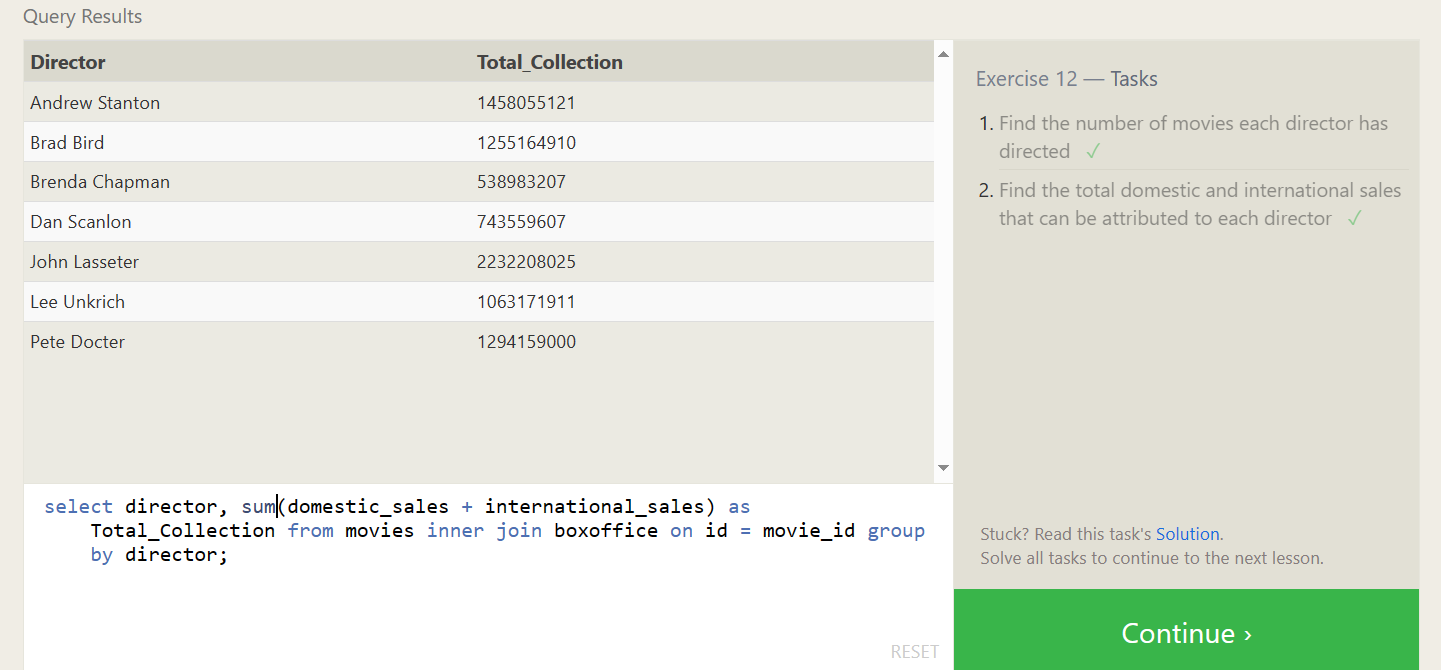 Query Results
Director Total_Collection
Andrew Stanton 1458055121
Brad Bird 1255164910
Brenda Chapman 538983207
Dan Scanlon 743559607
John Lasseter 2232208025
Lee Unkrich 1063171911
Pete Docter 1294159000
select director, sum(domestic_sales + international_sales) as
Total_Collection from movies inner join boxoffice on id = movie_id group
by director;
RESET
Exercise 12 — Tasks
1. Find the number of movies each director has
directed ✓
2. Find the total domestic and international sales
that can be attributed to each director ✓
Stuck? Read this task's Solution.
Solve all tasks to continue to the next lesson.
Continue ›